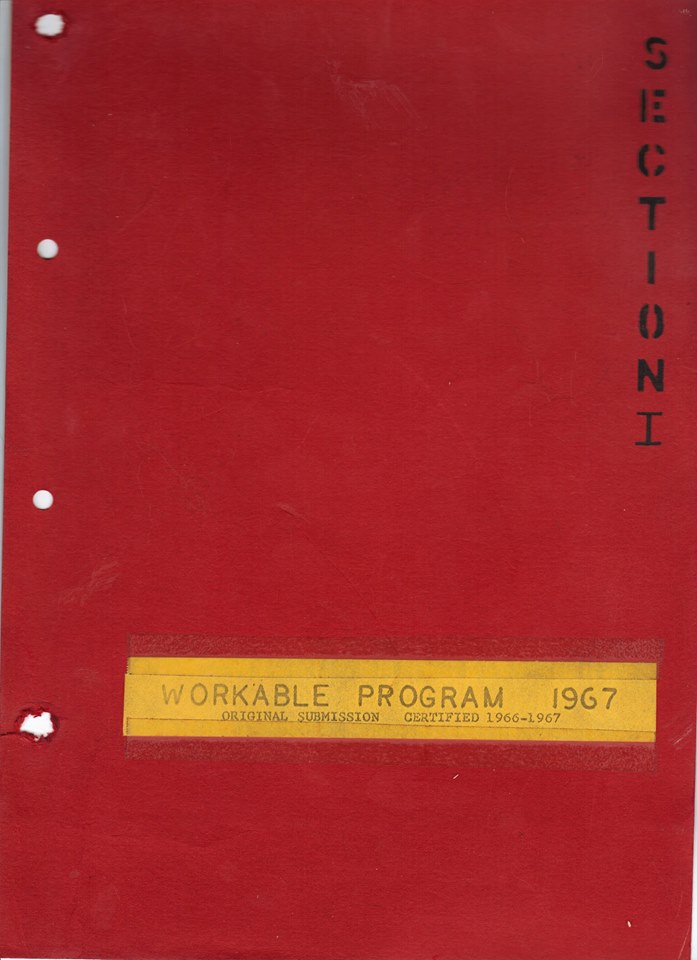 SECTION I
WORKABLE PROGRAM 1967
ORIGINAL SUBMISSION CERTIFIED 1966-1967